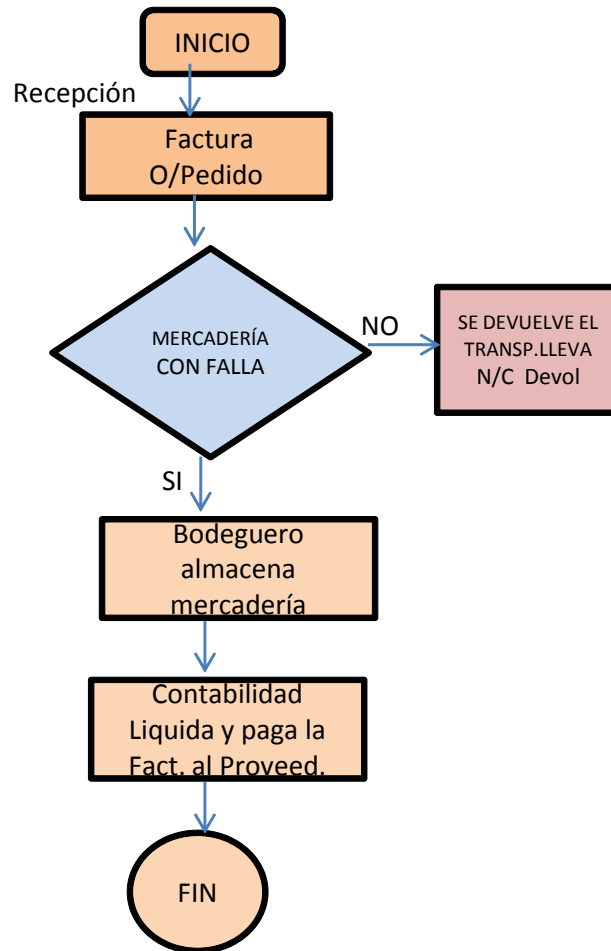 INICIO
Recepción
Factura
O/Pedido
MERCADERÍA
CON FALLA
NO
SE DEVUELVE EL
TRANSP.LLEVA
N/C Devol
SI
Bodeguero
almacena
mercadería
Contabilidad
Liquida y paga la
Fact. al Proveed.
FIN